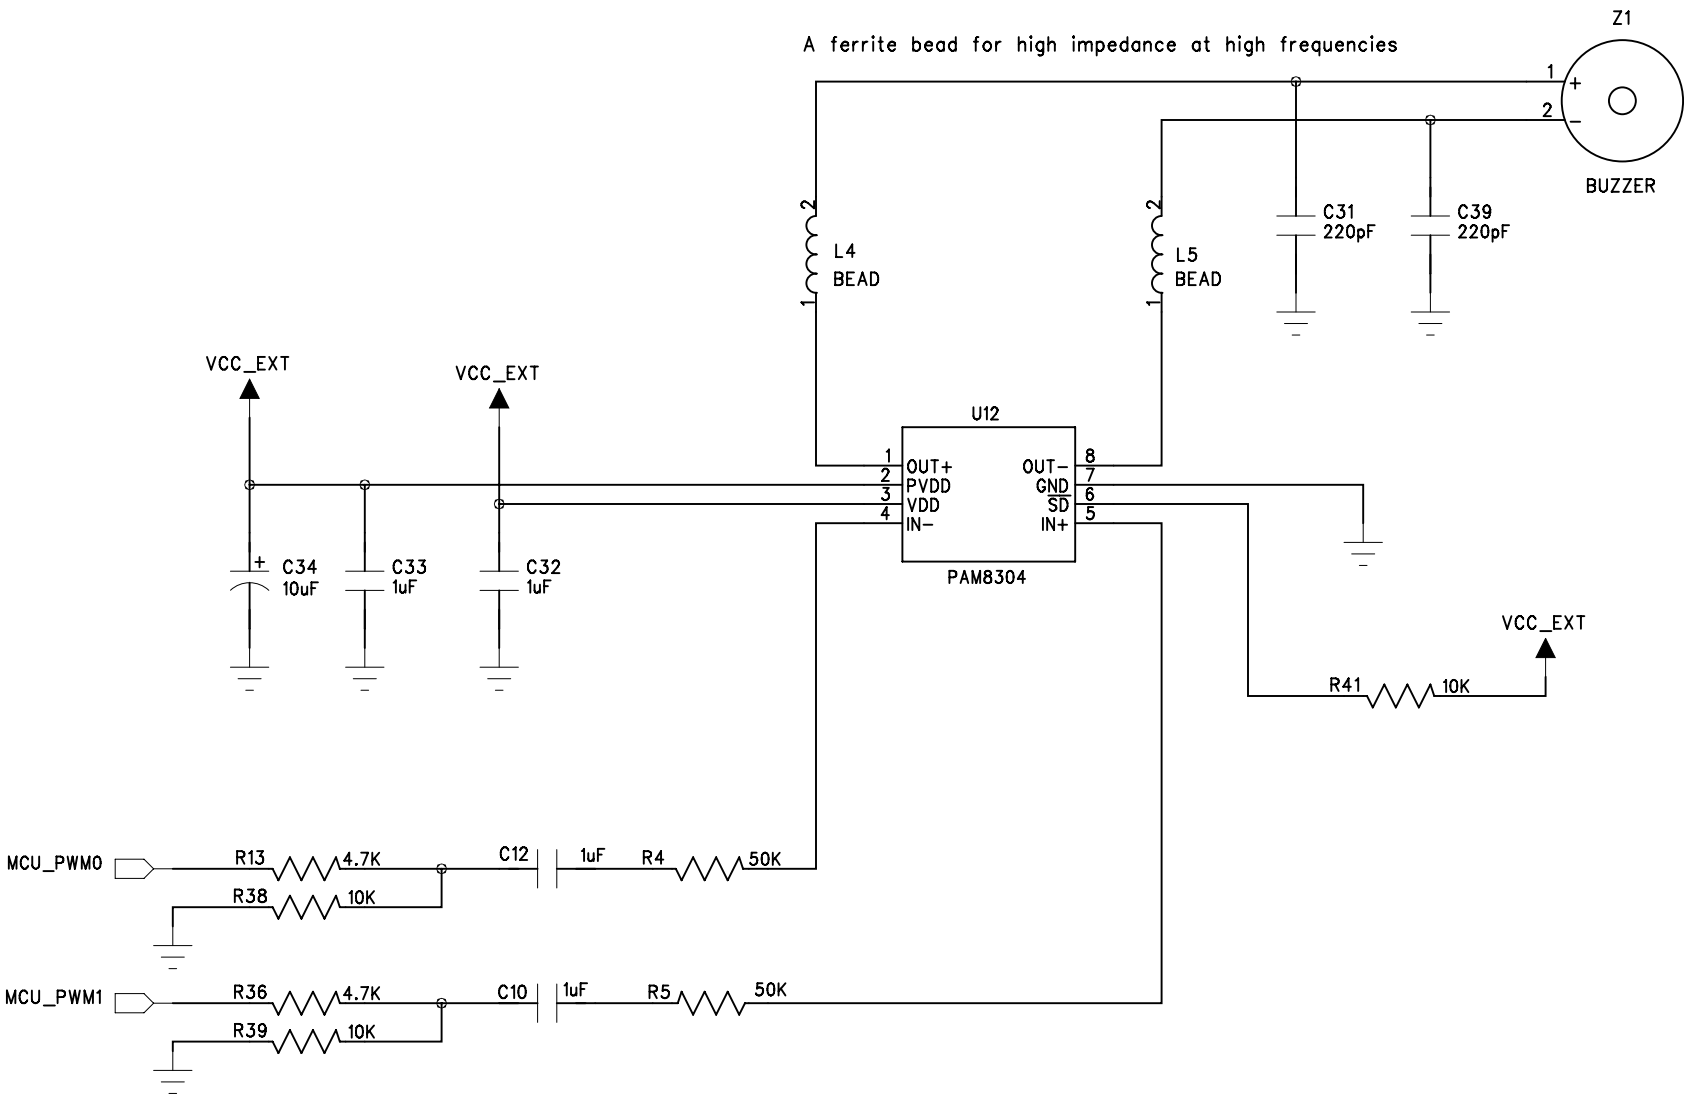 Z1
A ferrite bead for high impedance at high frequencies
1
+
2
−
BUZZER
2
L4
BEAD
1
2
L5
BEAD
1
C31
220pF
C39
220pF
VCC_EXT
VCC_EXT
U12
1
OUT+
OUT−
8
2
PVDD
GND
7
3
VDD
SD
6
4
IN−
IN+
5
PAM8304
+
C34
10uF
C33
1uF
C32
1uF
VCC_EXT
R41
10K
MCU_PWM0
R13
4.7K
C12
1uF
R4
50K
R38
10K
MCU_PWM1
R36
4.7K
C10
1uF
R5
50K
R39
10K